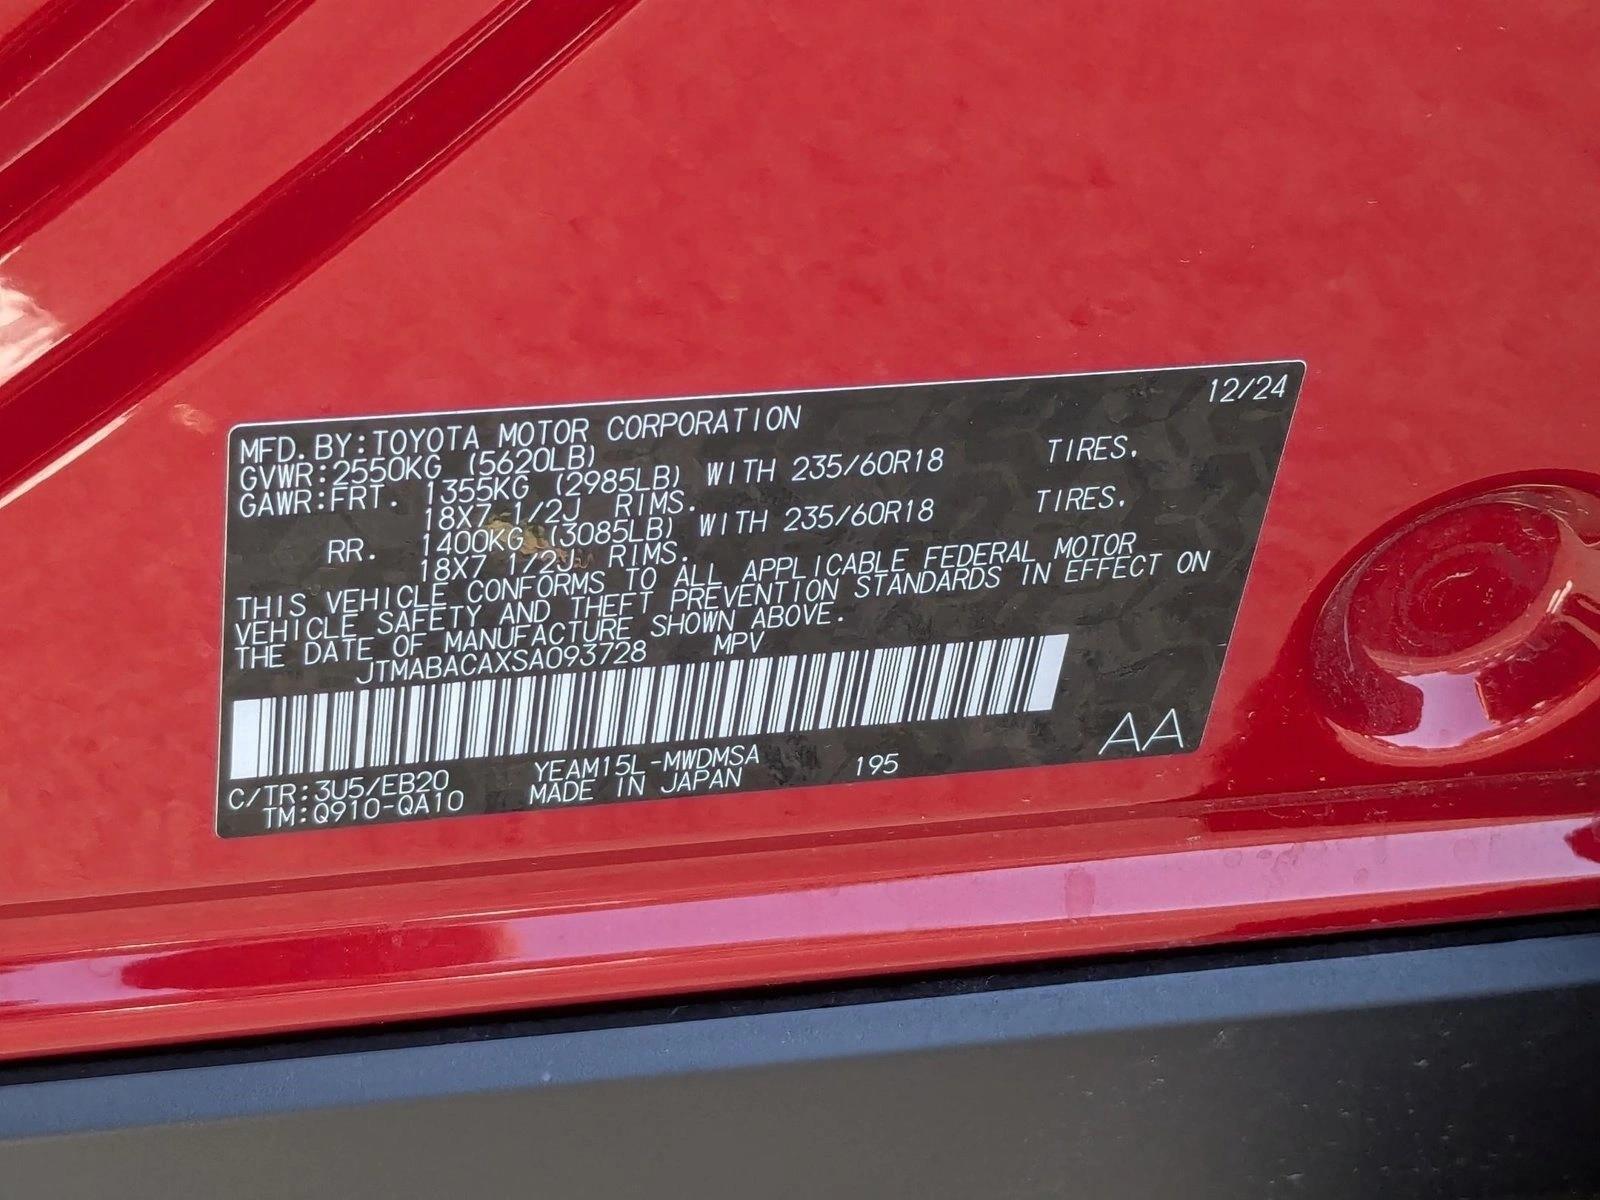 12/24
MFD. BY: TOYOTA MOTOR CORPORATION
GVWR: 2550KG (5620LB)
GAWR: FRT. 1355KG (2985LB) WITH 235/60R18 TIRES.
18X7 1/2J RIMS.
RR. 1400KG (3085LB) WITH 235/60R18 TIRES.
18X7 1/2J RIMS.
THIS VEHICLE CONFORMS TO ALL APPLICABLE FEDERAL MOTOR
VEHICLE SAFETY AND THEFT PREVENTION STANDARDS IN EFFECT ON
THE DATE OF MANUFACTURE SHOWN ABOVE.
JTMABACAXSA093728 MPV
AA
C/TR: 3U5/EB20 YEAM15L-MWDMSA 195
TM: Q910-QA10 MADE IN JAPAN